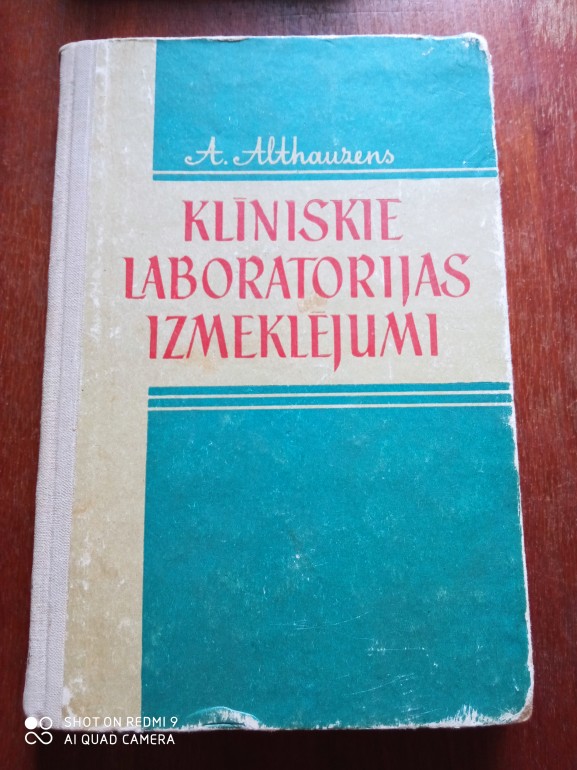 A. Althauzens
KLĪNISKIE
LABORATORIJAS
IZMEKLĒJUMI
SHOT ON REDMI 9
AI QUAD CAMERA